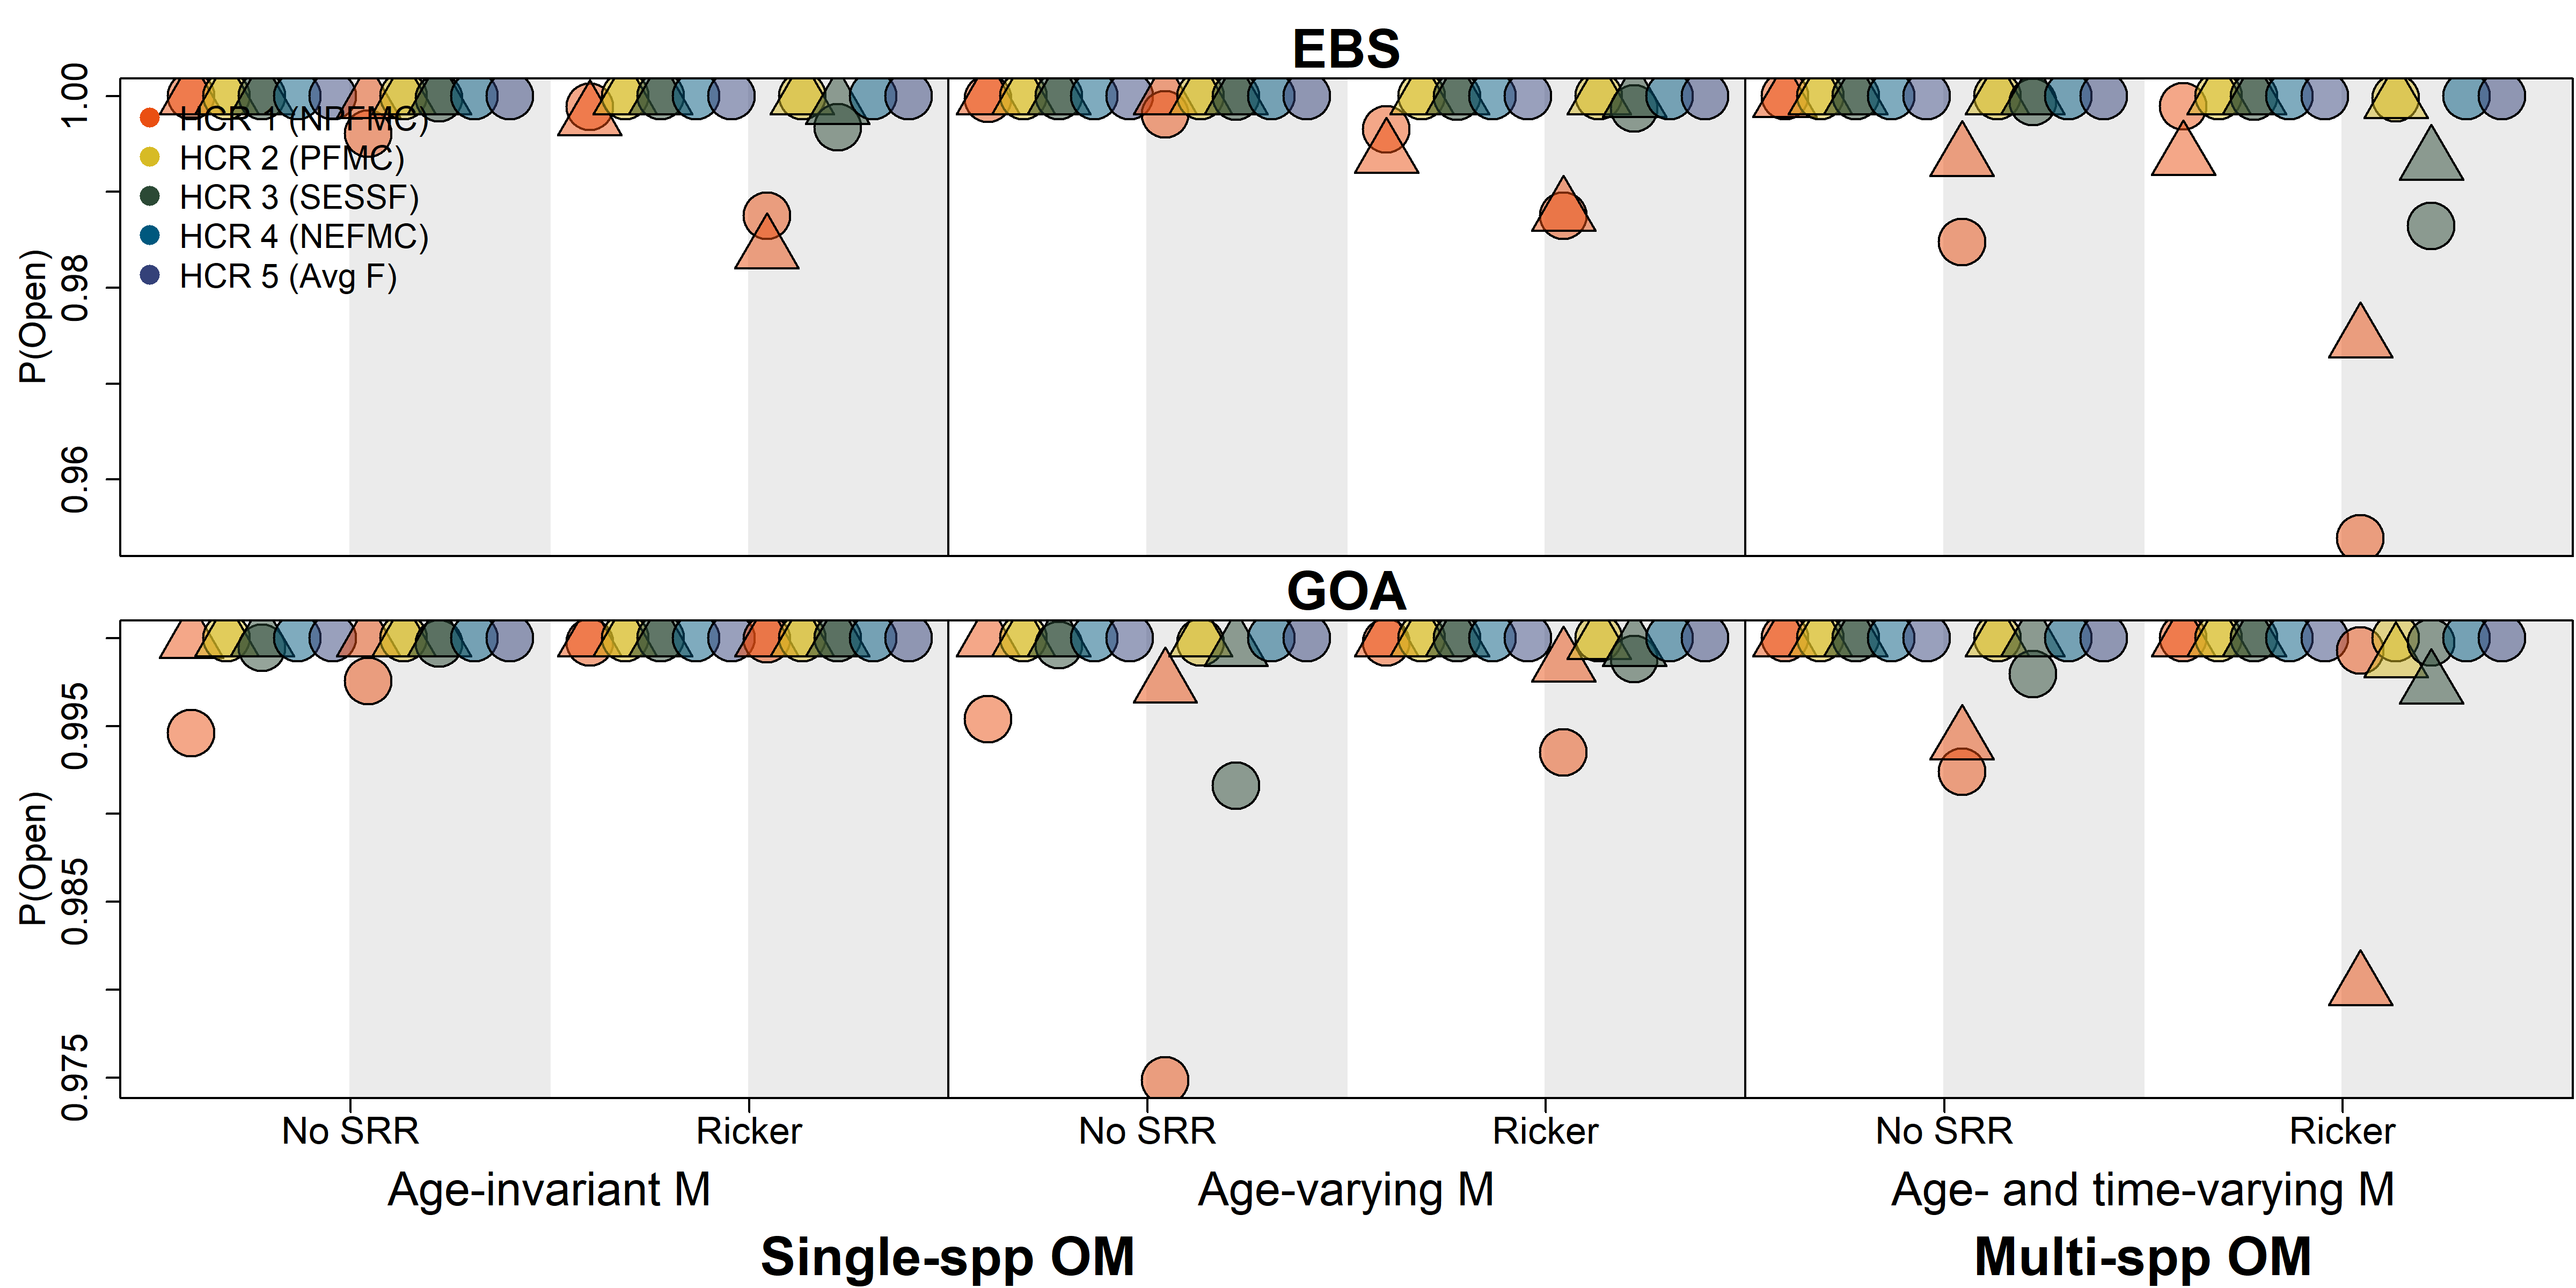 EBS
1.00
0.98
0.96
P(Open)
HCR 1 (NPFMC)
HCR 2 (PFMC)
HCR 3 (SESSF)
HCR 4 (NEFMC)
HCR 5 (Avg F)
GOA
0.995
0.985
0.975
P(Open)
No SRR Ricker No SRR Ricker No SRR Ricker
Age-invariant M Age-varying M Age- and time-varying M
Single-spp OM Multi-spp OM